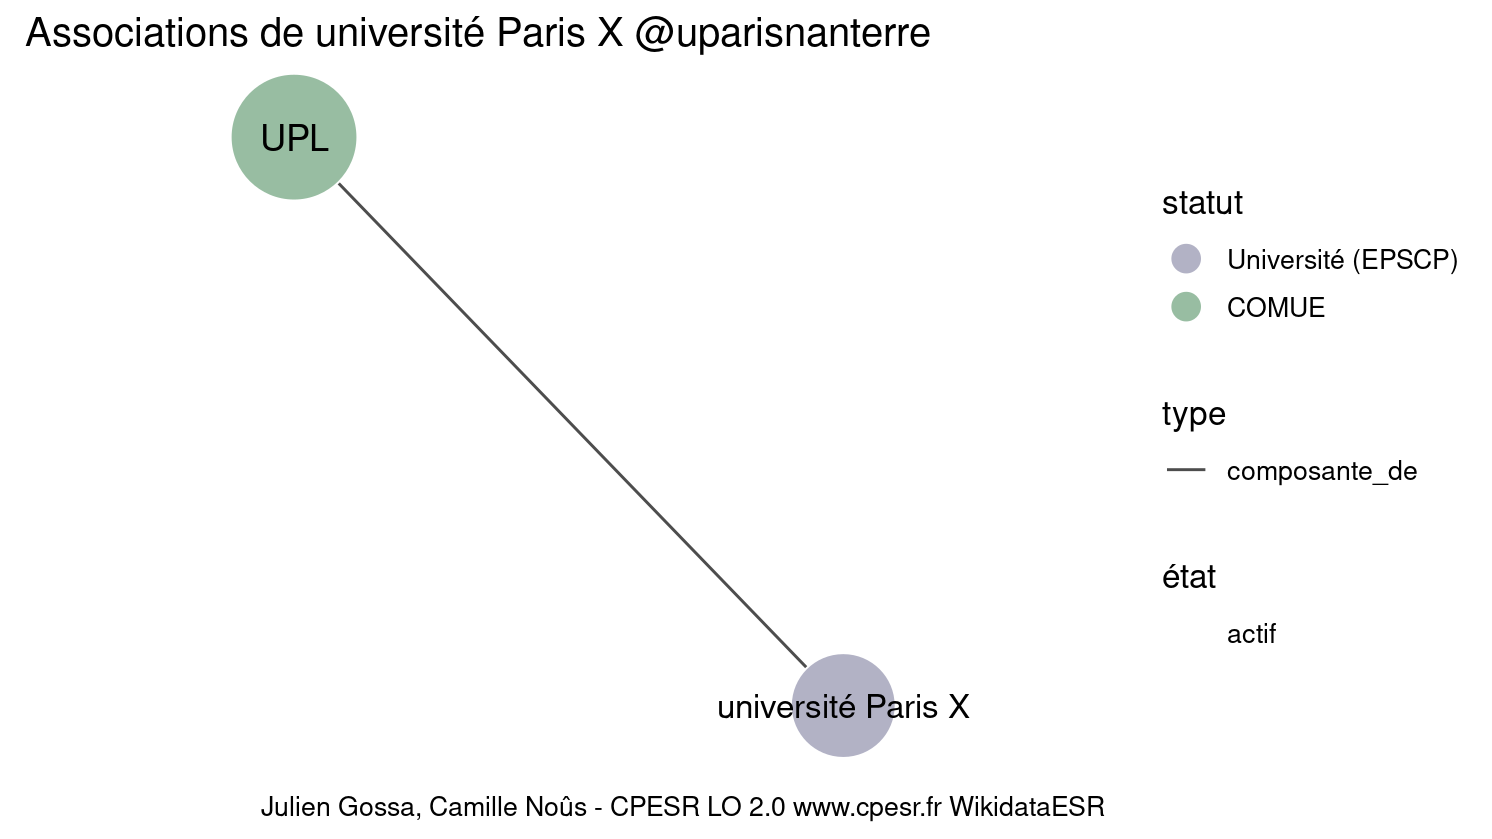 Associations de université Paris X @uparisnanterre
UPL
université Paris X
statut
Université (EPSCP)
COMUE
type
composante_de
état
actif
Julien Gossa, Camille Noûs - CPESR LO 2.0 www.cpesr.fr WikidataESR